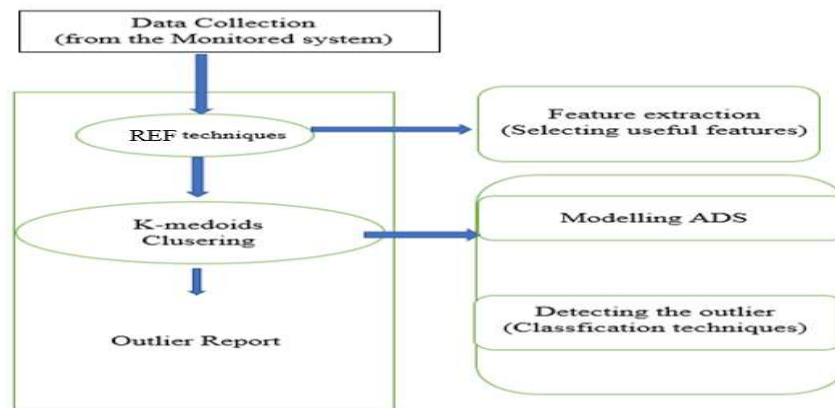 Data Collection
(from the Monitored system)
REF techniques
Feature extraction
(Selecting useful features)
K-medoids
Clusering
Modelling ADS
Detecting the outlier
(Classfication techniques)
Outlier Report